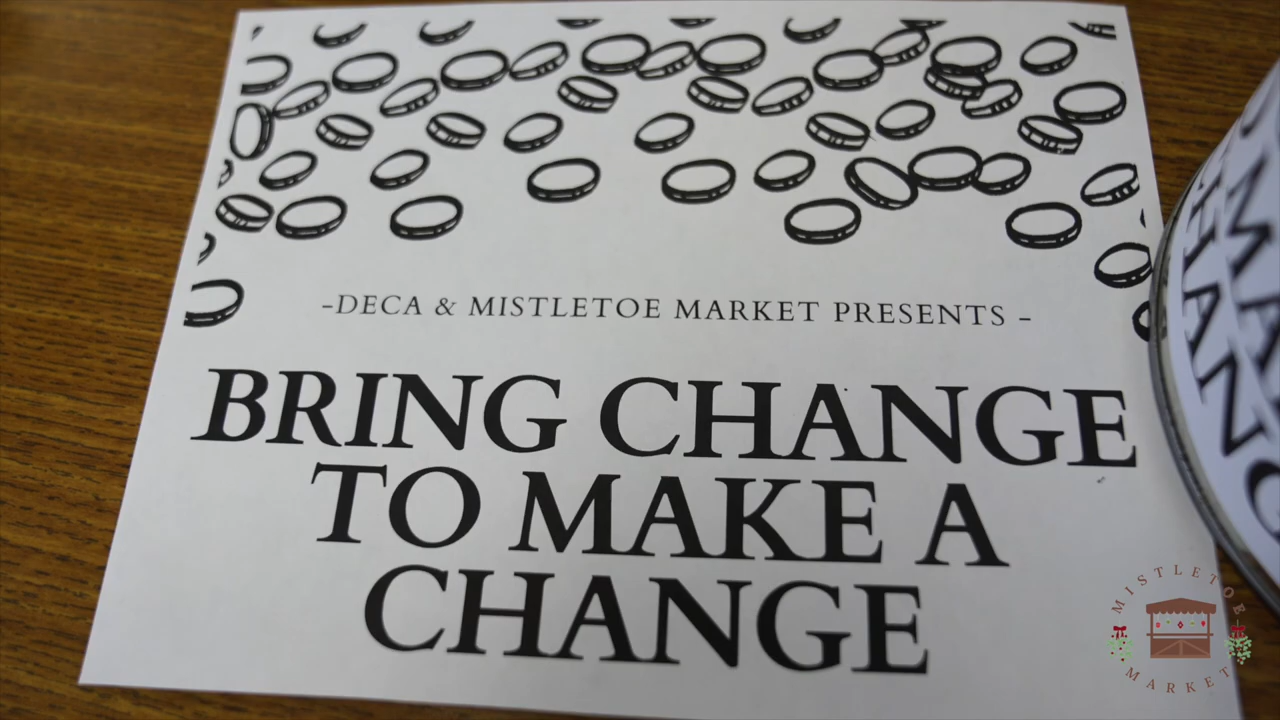 -DECA & MISTLETOE MARKET PRESENTS -
BRING CHANGE
TO MAKE A
CHANGE
MISTLETOE
MARKET